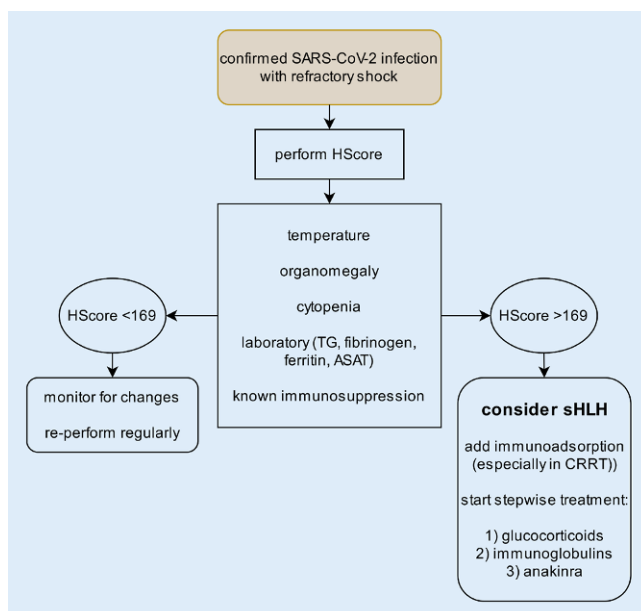 confirmed SARS-CoV-2 infection
with refractory shock
perform HScore
temperature
organomegaly
cytopenia
laboratory (TG, fibrinogen,
ferritin, ASAT)
known immunosuppression
HScore <169
monitor for changes
re-perform regularly
HScore >169
consider sHLH
add immunoadsorption
(especially in CRRT))
start stepwise treatment:
1) glucocorticoids
2) immunoglobulins
3) anakinra